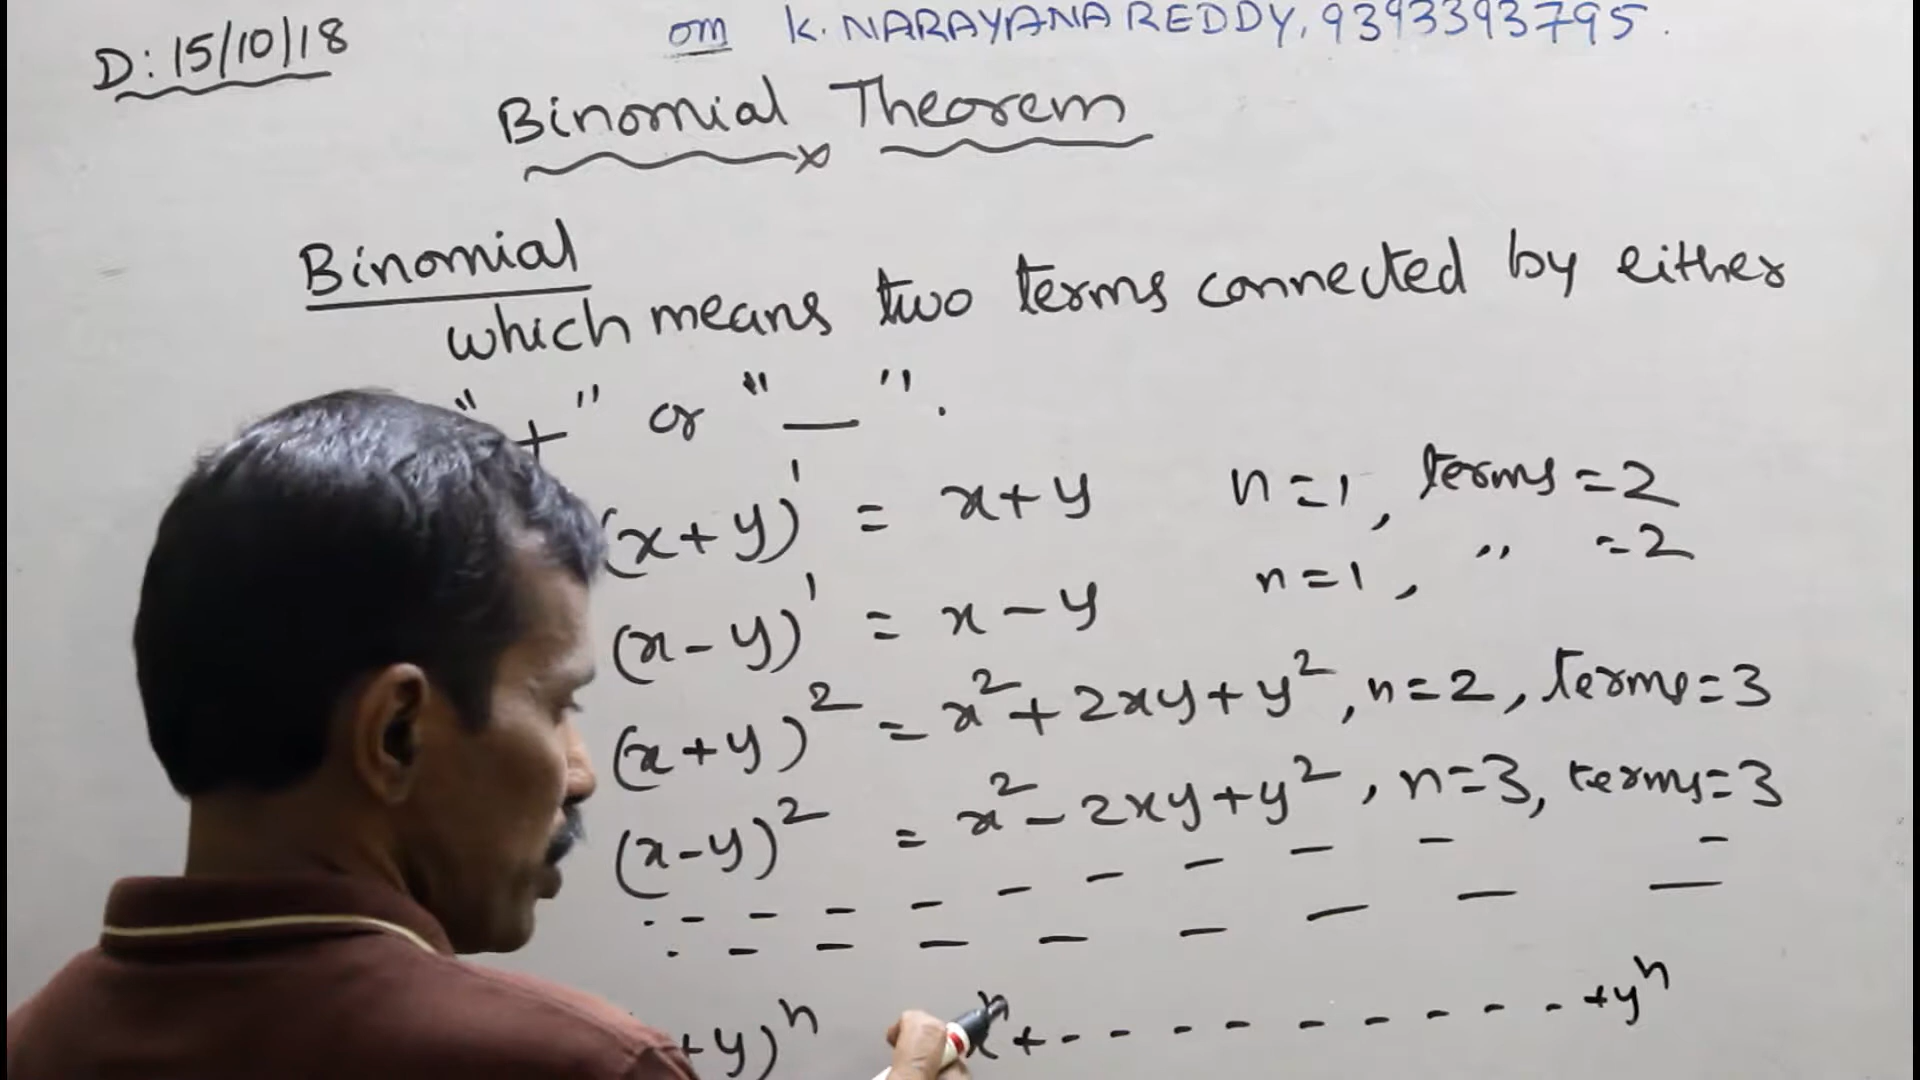 D: 15/10/18
om K. NARAYANA REDDY, 9393393795.
Binomial Theorem
Binomial
which means two terms connected by either
"+" or "—".
(x+y)¹ = x+y n=1, terms=2
(x-y)¹ = x-y n=1, " =2
(x+y)² = x²+2xy+y², n=2, terms=3
(x-y)² = x²-2xy+y², n=3, terms=3
+y)ⁿ xⁿ+----------+yⁿ